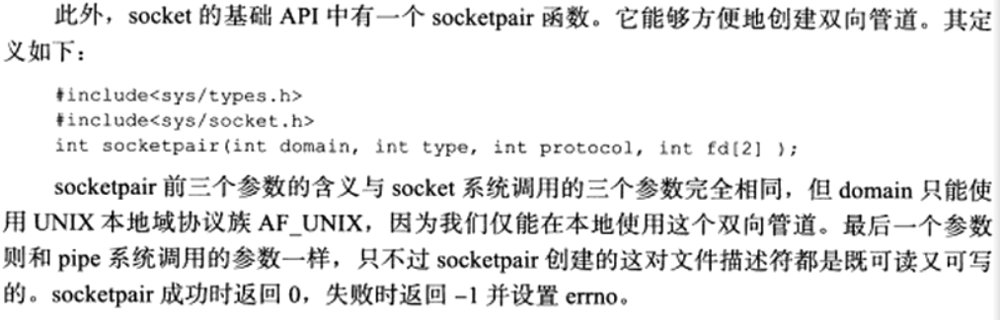 此外，socket 的基础 API 中有一个 socketpair 函数。它能够方便地创建双向管道。其定
义如下：
#include<sys/types.h>
#include<sys/socket.h>
int socketpair(int domain, int type, int protocol, int fd[2] );
socketpair 前三个参数的含义与 socket 系统调用的三个参数完全相同，但 domain 只能使
用 UNIX 本地域协议族 AF_UNIX，因为我们仅能在本地使用这个双向管道。最后一个参数
则和 pipe 系统调用的参数一样，只不过 socketpair 创建的这对文件描述符都是既可读又可写
的。socketpair 成功时返回 0，失败时返回 –1 并设置 errno。